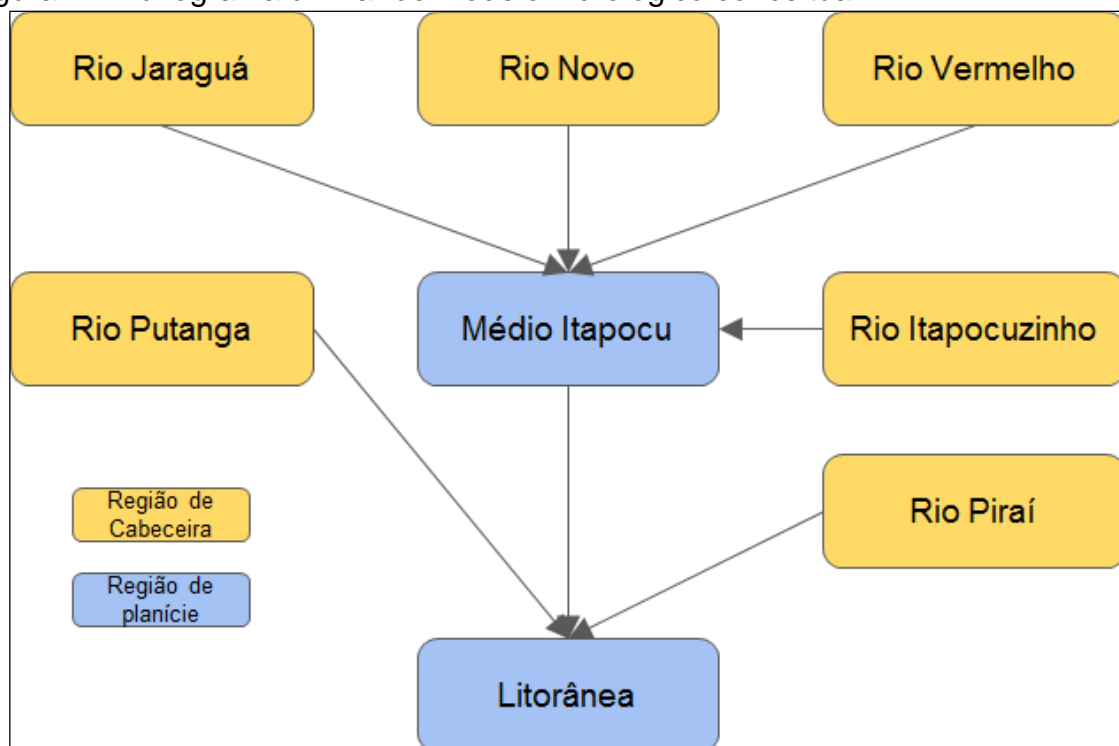 Rio Jaraguá
Rio Novo
Rio Vermelho
Rio Putanga
Médio Itapocu
Rio Itapocuzinho
Rio Piraí
Região de
Cabeceira
Região de
planície
Litorânea